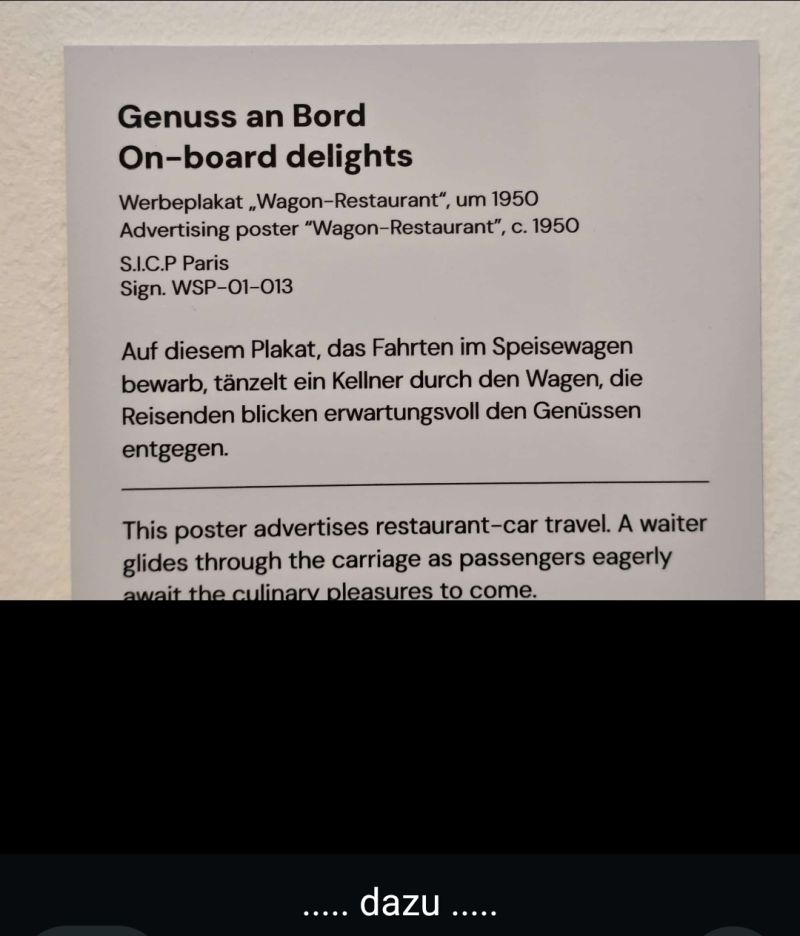 Genuss an Bord
On-board delights
Werbeplakat „Wagon-Restaurant“, um 1950
Advertising poster “Wagon-Restaurant”, c. 1950
S.I.C.P Paris
Sign. WSP-01-013
Auf diesem Plakat, das Fahrten im Speisewagen
bewarb, tänzelt ein Kellner durch den Wagen, die
Reisenden blicken erwartungsvoll den Genüssen
entgegen.
This poster advertises restaurant-car travel. A waiter
glides through the carriage as passengers eagerly
await the culinary pleasures to come.
..... dazu .....